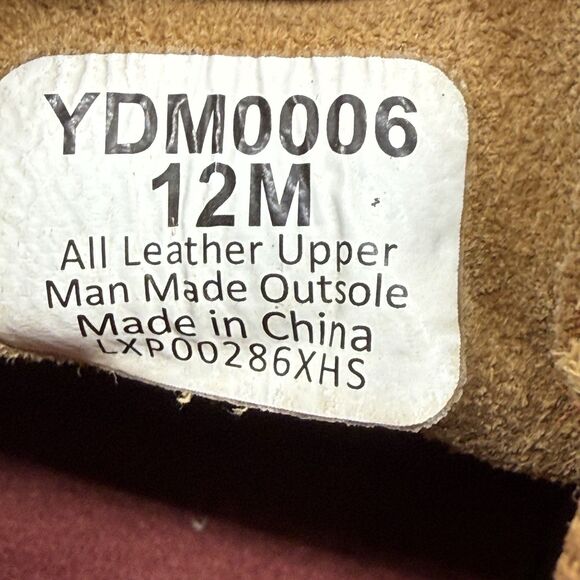 YDM0006
12M
All Leather Upper
Man Made Outsole
Made in China
LXP00286XHS